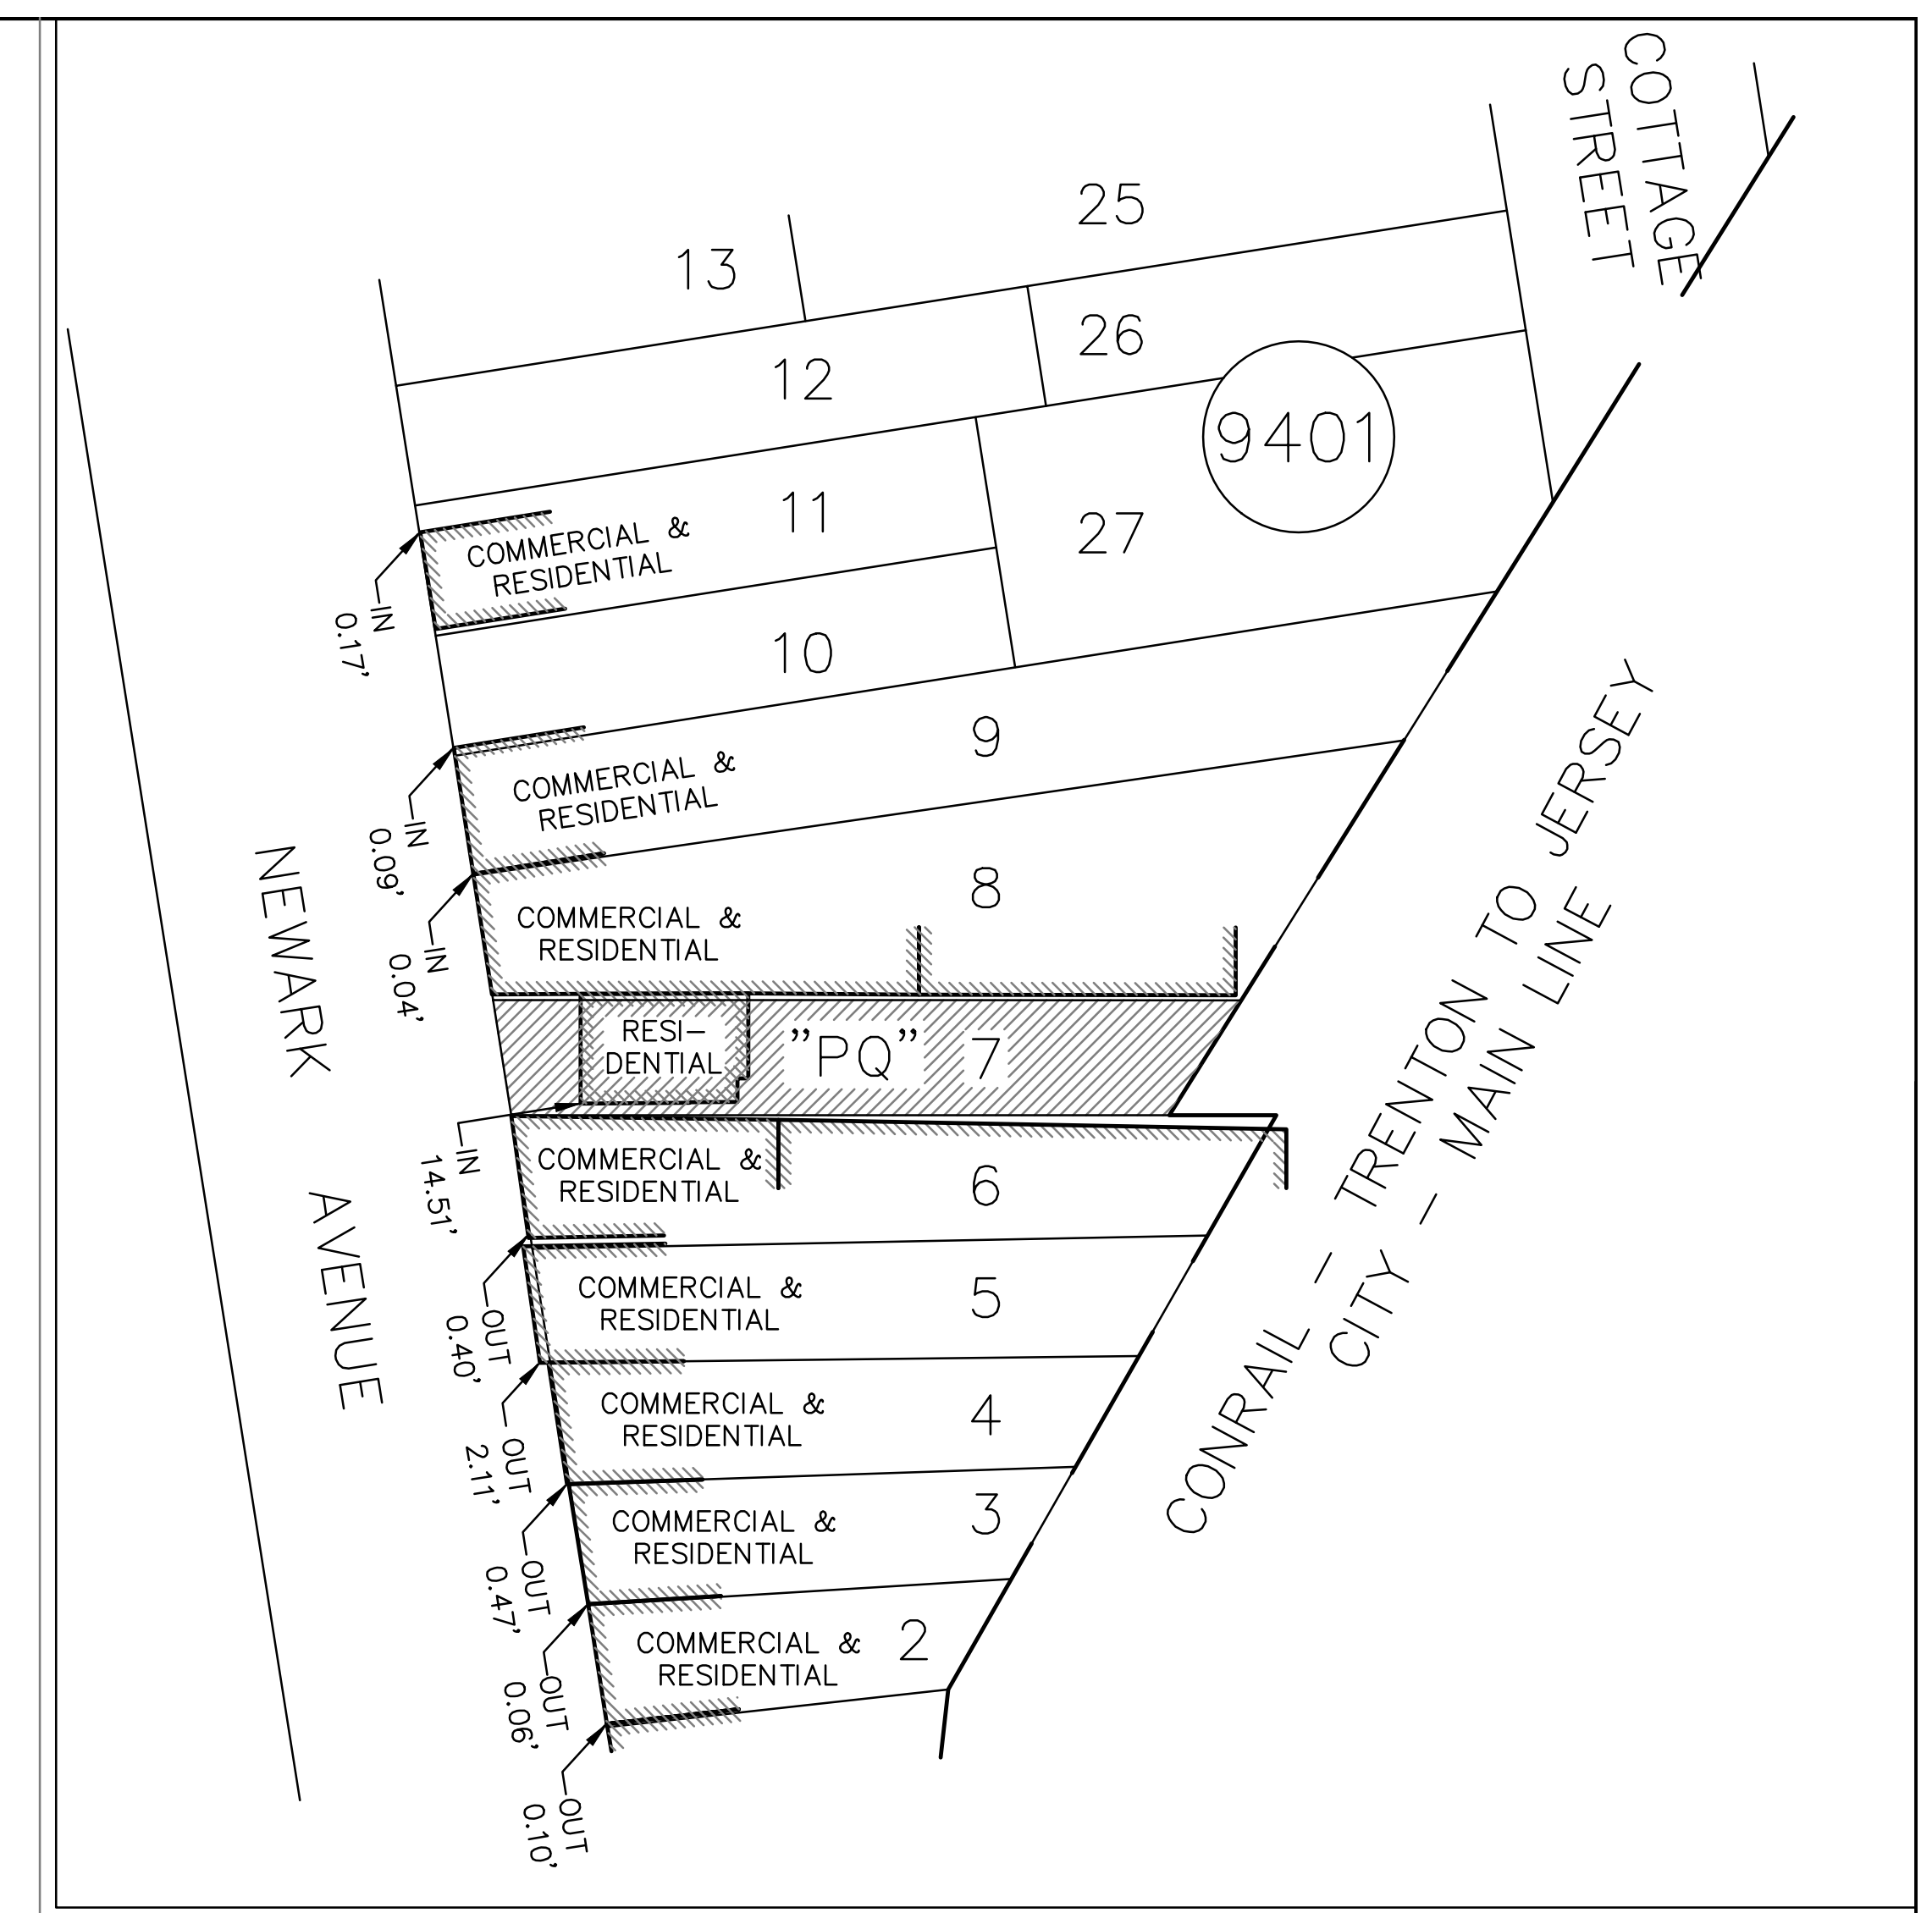 COTTAGE
STREET
25
13
26
12
9401
11
27
COMMERCIAL &
RESIDENTIAL
IN
0.17'
10
9
COMMERCIAL &
RESIDENTIAL
IN
0.09'
8
COMMERCIAL &
RESIDENTIAL
IN
0.04'
RESI-
DENTIAL
"PQ"
7
IN
14.51'
COMMERCIAL &
RESIDENTIAL
6
COMMERCIAL &
RESIDENTIAL
5
OUT
0.40'
COMMERCIAL &
RESIDENTIAL
4
OUT
2.11'
COMMERCIAL &
RESIDENTIAL
3
OUT
0.47'
COMMERCIAL &
RESIDENTIAL
2
OUT
0.06'
OUT
0.10'
NEWARK AVENUE
CONRAIL - TRENTON TO JERSEY
CITY - MAIN LINE